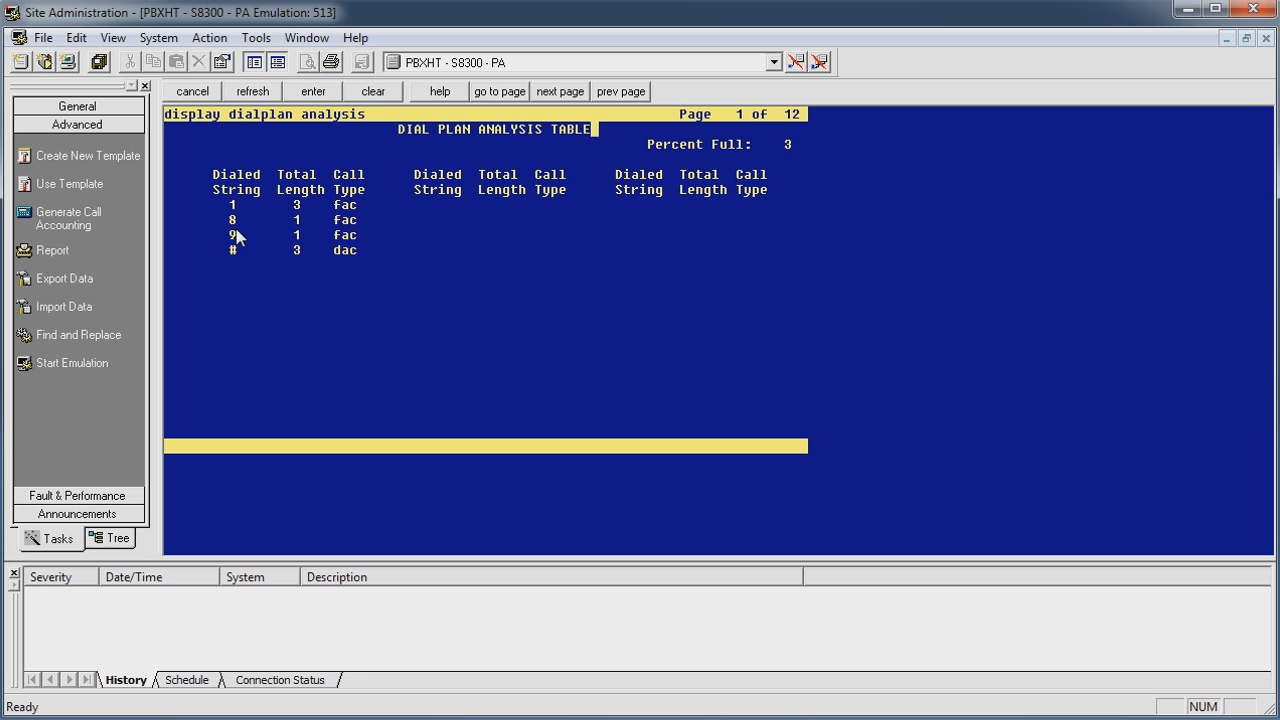 Site Administration - [PBXHT - S8300 - PA Emulation: 513]
File Edit View System Action Tools Window Help
PBXHT - S8300 - PA
General
Advanced
Create New Template
Use Template
Generate Call
Accounting
Report
Export Data
Import Data
Find and Replace
Start Emulation
Fault & Performance
Announcements
Tasks Tree
cancel refresh enter clear help go to page next page prev page
display dialplan analysis Page 1 of 12
DIAL PLAN ANALYSIS TABLE
Percent Full: 3
Dialed Total Call Dialed Total Call Dialed Total Call
String Length Type String Length Type String Length Type
1 3 fac
8 1 fac
9 1 fac
# 3 dac
Severity Date/Time System Description
History Schedule Connection Status
Ready NUM